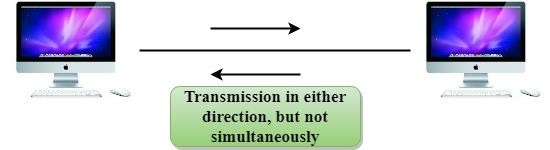 Transmission in either
direction, but not
simultaneously